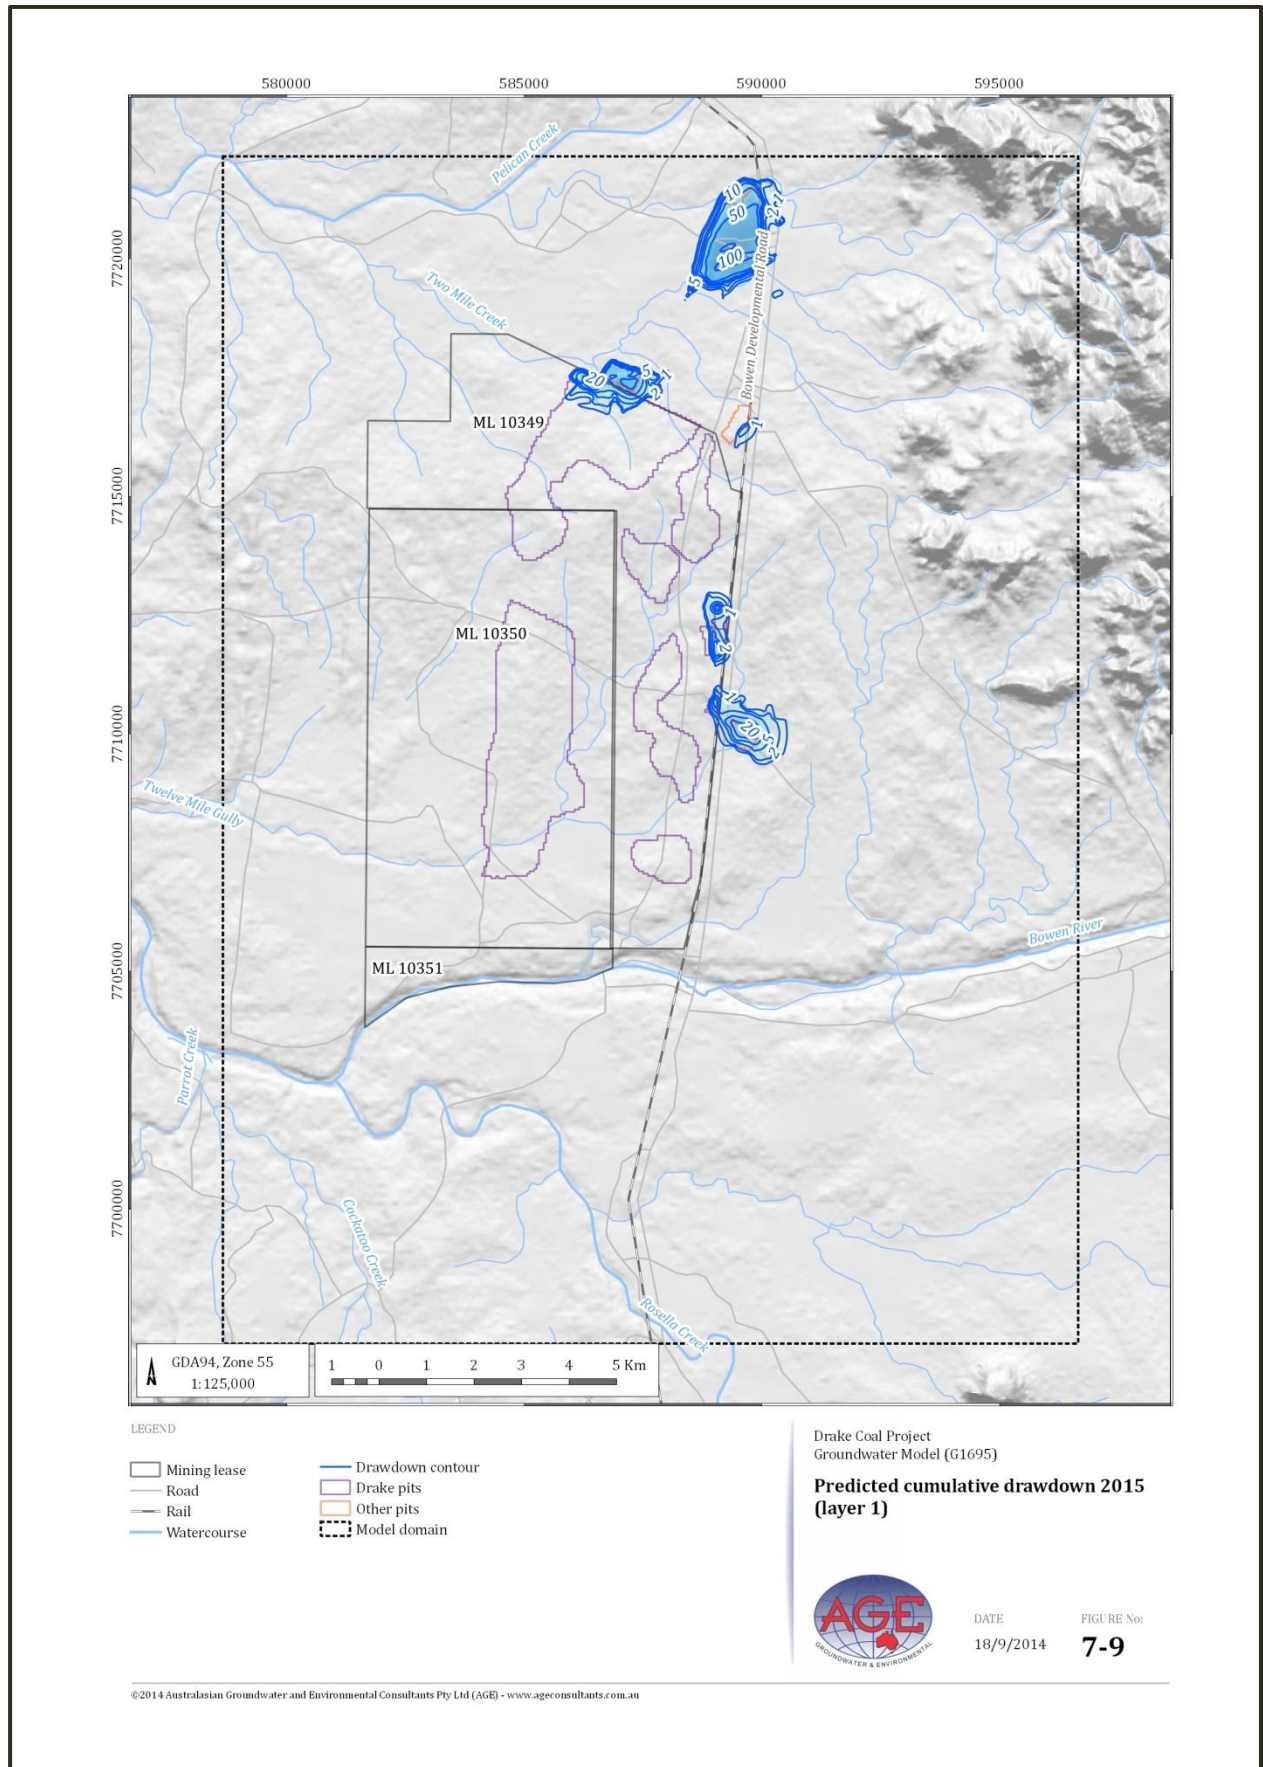 580000 585000 590000 595000
7720000
7715000
7710000
7705000
7700000
Pelican Creek
10
50
2
1
100
5
Bowen Developmental Road
Two Mile Creek
20
5
1
2
ML 10349
1
ML 10350
1
2
1
2
20
5
2
Twelve Mile Gully
Bowen River
ML 10351
Parrot Creek
Cockatoo Creek
Rosella Creek
N
GDA94, Zone 55
1:125,000
1 0 1 2 3 4 5 Km
LEGEND
Mining lease
Road
Rail
Watercourse
Drawdown contour
Drake pits
Other pits
Model domain
Drake Coal Project
Groundwater Model (G1695)
Predicted cumulative drawdown 2015
(layer 1)
AGE
GROUNDWATER & ENVIRONMENTAL
DATE
18/9/2014
FIGURE No:
7-9
©2014 Australasian Groundwater and Environmental Consultants Pty Ltd (AGE) - www.ageconsultants.com.au